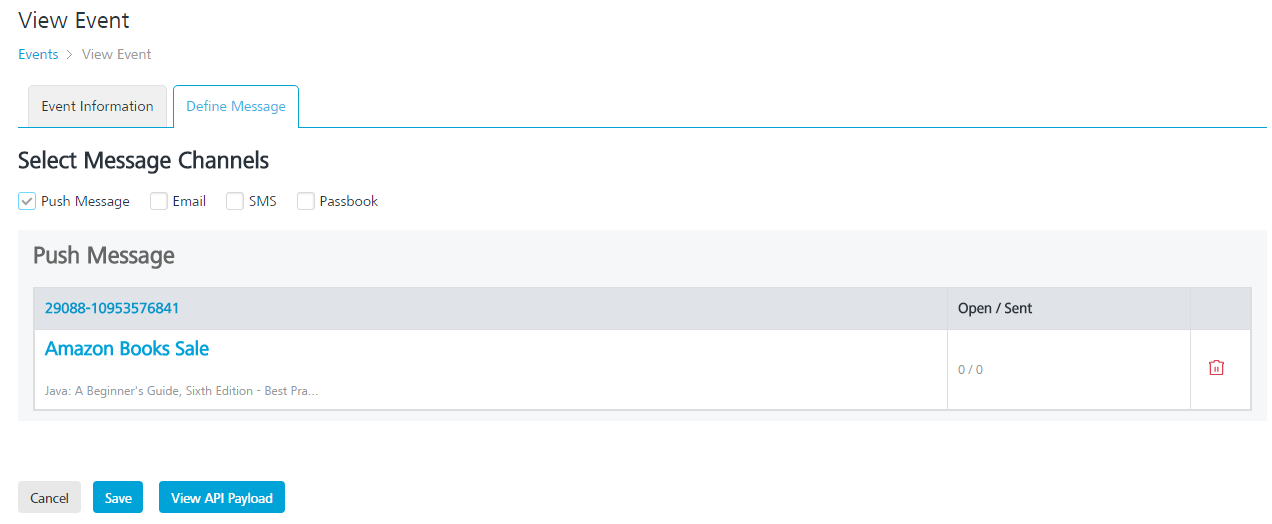 View Event
Events > View Event
Event Information Define Message
Select Message Channels
Push Message Email SMS Passbook
Push Message
29088-10953576841 Open / Sent
Amazon Books Sale
0 / 0
Java: A Beginner's Guide, Sixth Edition - Best Pra...
Cancel Save View API Payload